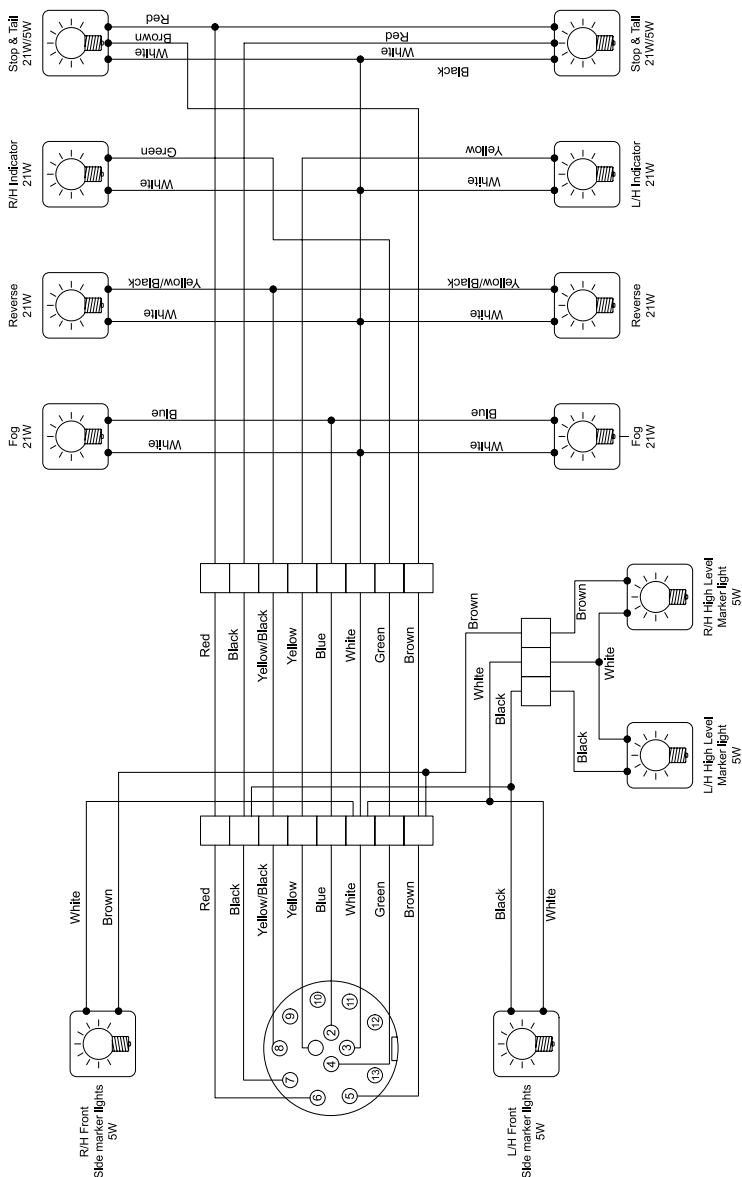 Stop & Tail
21W/5W
Red
Brown
White
Red
White
Black
Stop & Tail
21W/5W
R/H Indicator
21W
Green
White
Yellow
White
L/H Indicator
21W
Reverse
21W
Yellow/Black
White
Yellow/Black
White
Reverse
21W
Fog
21W
Blue
White
Blue
White
Fog
21W
Red
Black
Yellow/Black
Yellow
Blue
White
Green
Brown
Brown
White
Black
Brown
White
Black
R/H High Level
Marker light
5W
L/H High Level
Marker light
5W
White
Brown
Red
Black
Yellow/Black
Yellow
Blue
White
Green
Brown
Black
White
R/H Front
Side marker lights
5W
2
3
4
5
6
7
8
9
10
11
12
13
L/H Front
Side marker lights
5W